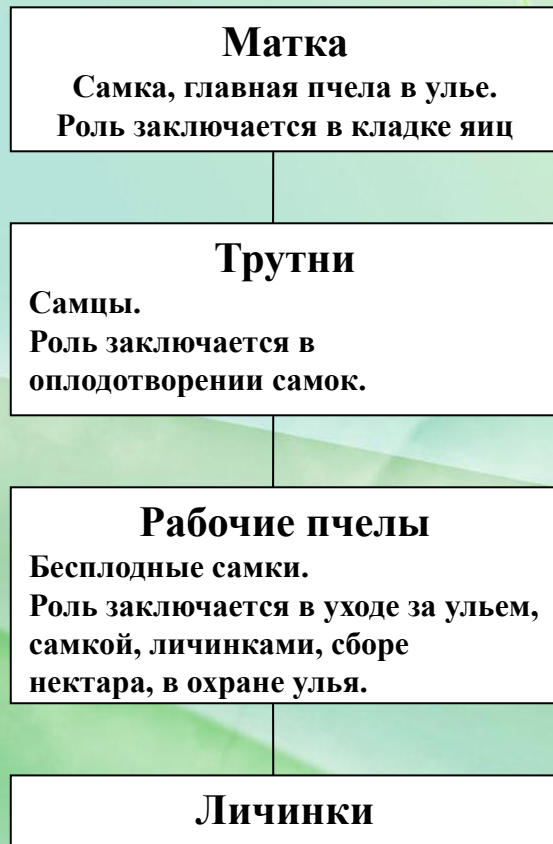 Матка
Самка, главная пчела в улье.
Роль заключается в кладке яиц
Трутни
Самцы.
Роль заключается в
оплодотворении самок.
Рабочие пчелы
Бесплодные самки.
Роль заключается в уходе за ульем,
самкой, личинками, сборе
нектара, в охране улья.
Личинки